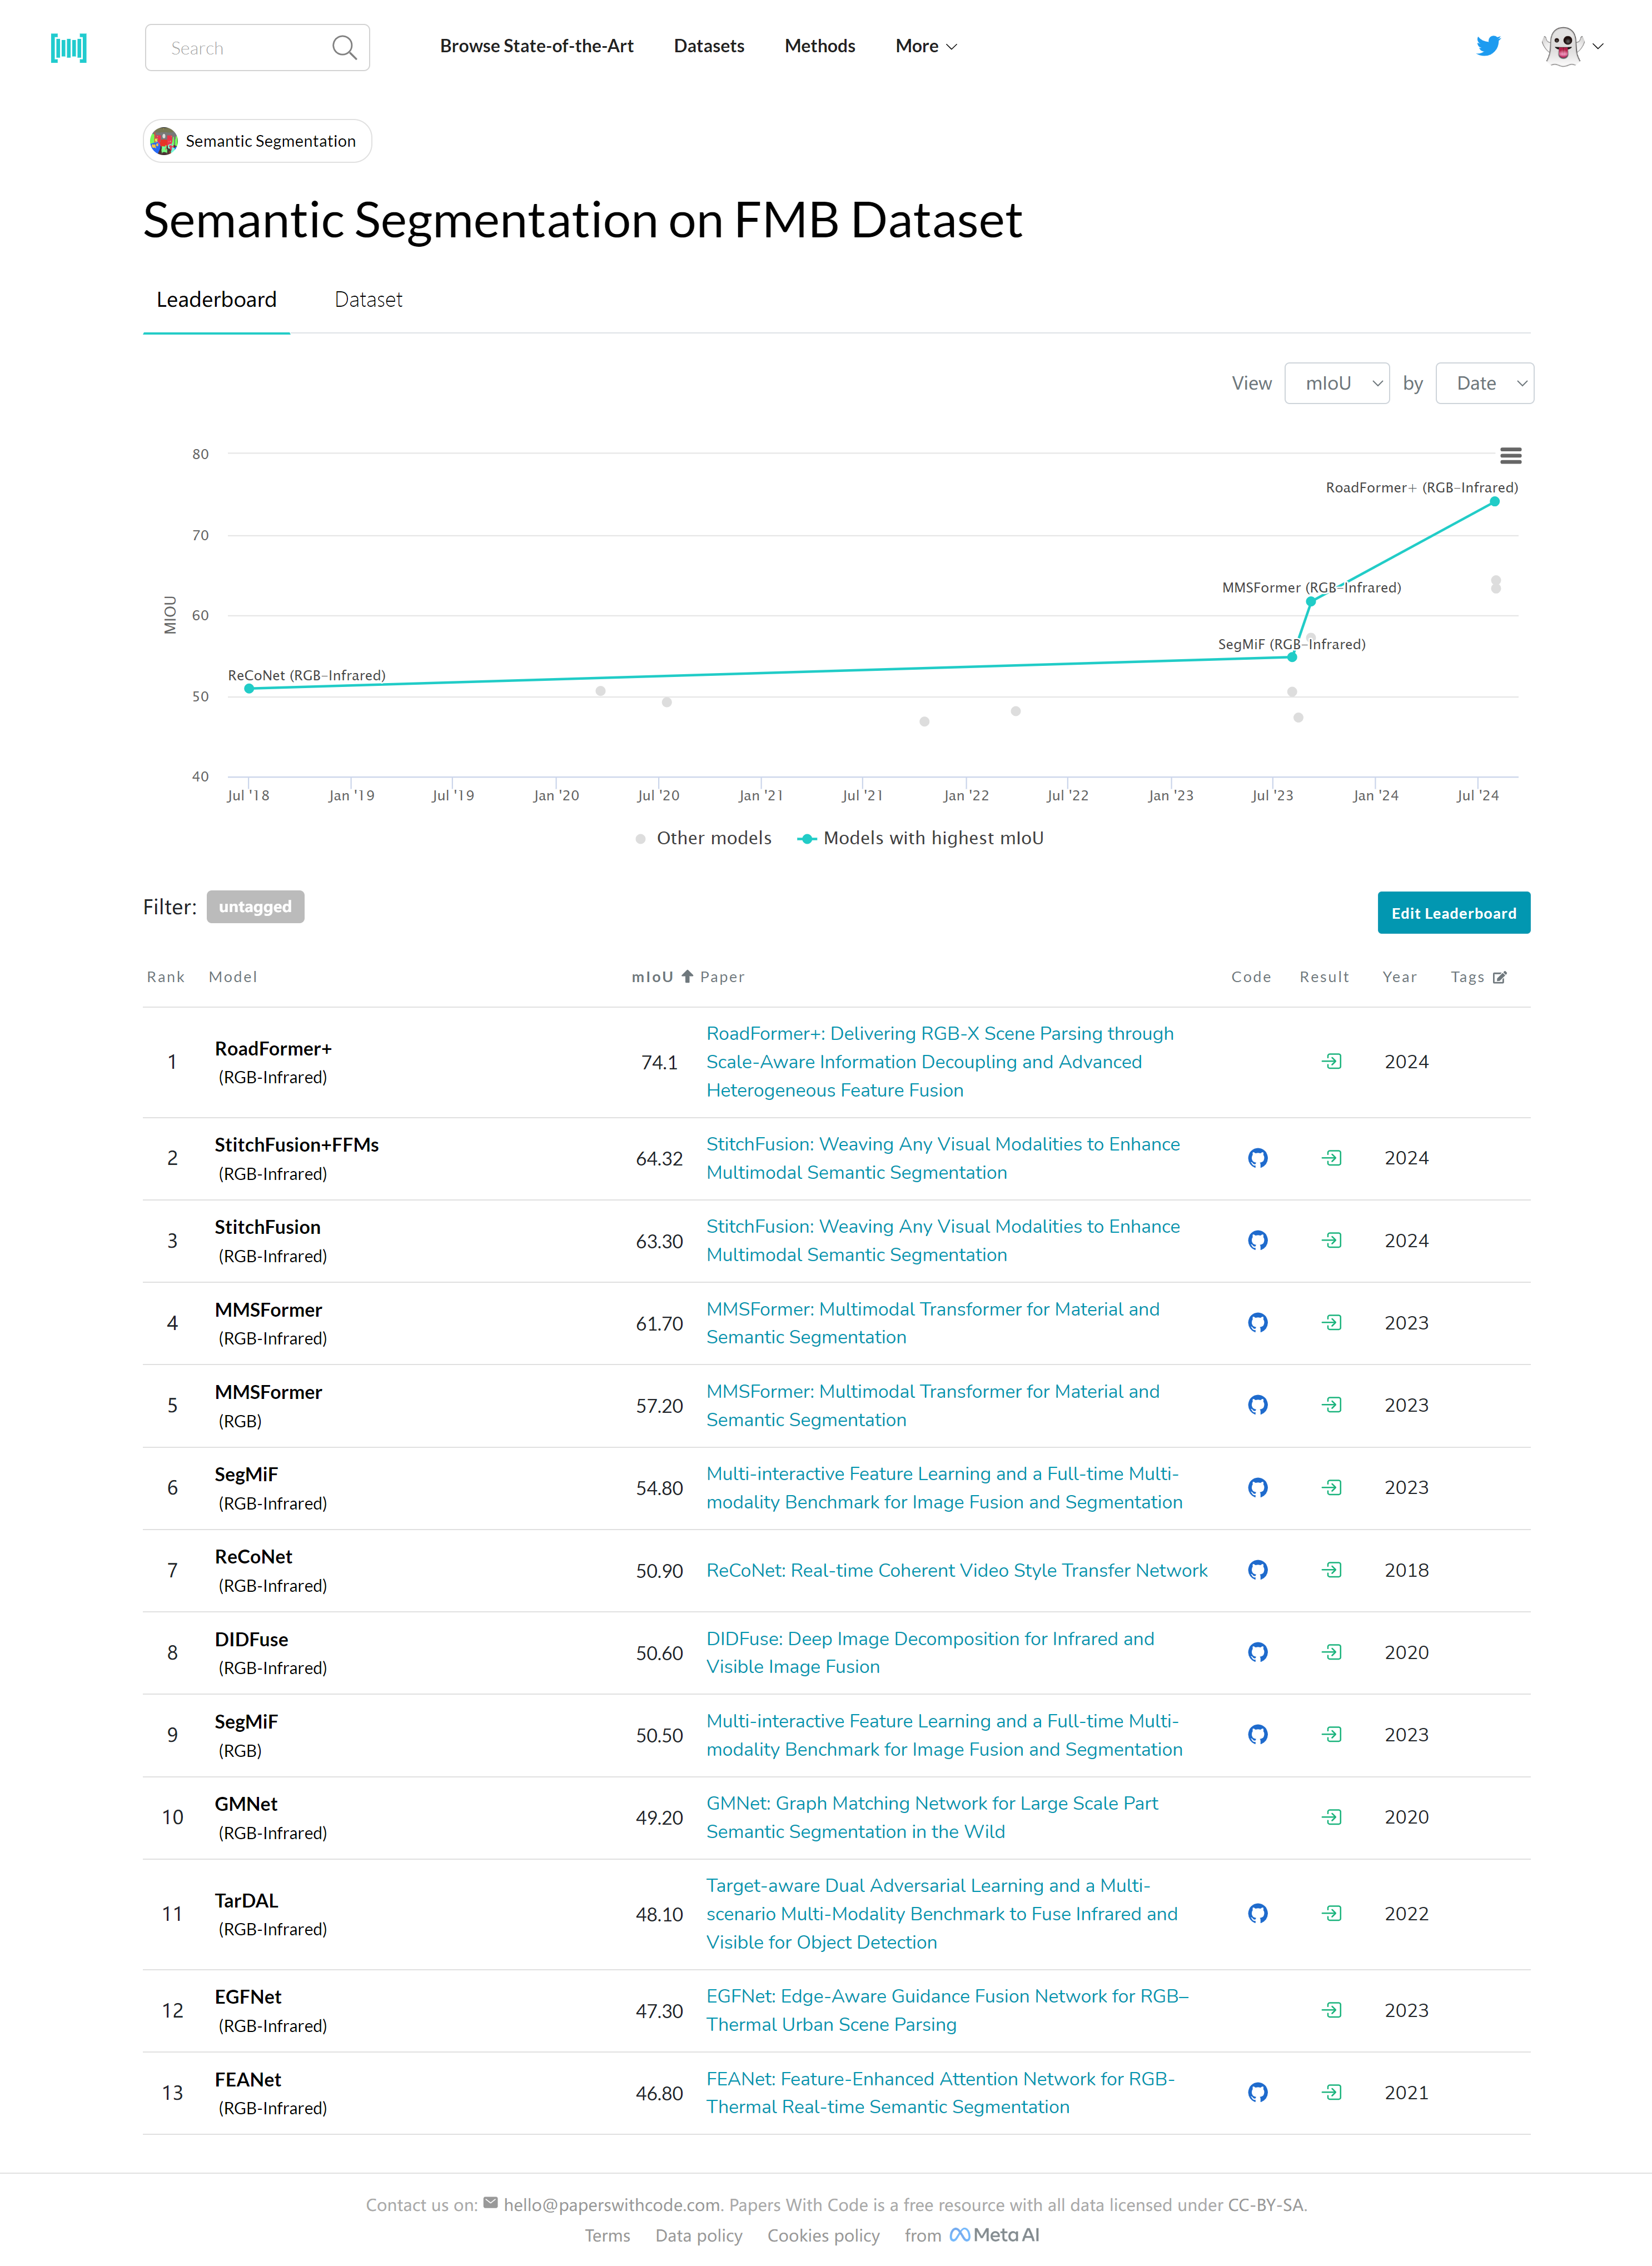 Search
Browse State-of-the-Art Datasets Methods More
Semantic Segmentation
Semantic Segmentation on FMB Dataset
Leaderboard Dataset
View mIoU by Date
80
70
60
50
40
MIOU
RoadFormer+ (RGB-Infrared)
MMSFormer (RGB-Infrared)
SegMiF (RGB-Infrared)
ReCoNet (RGB-Infrared)
Jul '18 Jan '19 Jul '19 Jan '20 Jul '20 Jan '21 Jul '21 Jan '22 Jul '22 Jan '23 Jul '23 Jan '24 Jul '24
Other models Models with highest mIoU
Filter: untagged
Edit Leaderboard
Rank Model mIoU Paper Code Result Year Tags
1 RoadFormer+ (RGB-Infrared) 74.1 RoadFormer+: Delivering RGB-X Scene Parsing through
Scale-Aware Information Decoupling and Advanced
Heterogeneous Feature Fusion 2024
2 StitchFusion+FFMs (RGB-Infrared) 64.32 StitchFusion: Weaving Any Visual Modalities to Enhance
Multimodal Semantic Segmentation 2024
3 StitchFusion (RGB-Infrared) 63.30 StitchFusion: Weaving Any Visual Modalities to Enhance
Multimodal Semantic Segmentation 2024
4 MMSFormer (RGB-Infrared) 61.70 MMSFormer: Multimodal Transformer for Material and
Semantic Segmentation 2023
5 MMSFormer (RGB) 57.20 MMSFormer: Multimodal Transformer for Material and
Semantic Segmentation 2023
6 SegMiF (RGB-Infrared) 54.80 Multi-interactive Feature Learning and a Full-time Multi-
modality Benchmark for Image Fusion and Segmentation 2023
7 ReCoNet (RGB-Infrared) 50.90 ReCoNet: Real-time Coherent Video Style Transfer Network 2018
8 DIDFuse (RGB-Infrared) 50.60 DIDFuse: Deep Image Decomposition for Infrared and
Visible Image Fusion 2020
9 SegMiF (RGB) 50.50 Multi-interactive Feature Learning and a Full-time Multi-
modality Benchmark for Image Fusion and Segmentation 2023
10 GMNet (RGB-Infrared) 49.20 GMNet: Graph Matching Network for Large Scale Part
Semantic Segmentation in the Wild 2020
11 TarDAL (RGB-Infrared) 48.10 Target-aware Dual Adversarial Learning and a Multi-
scenario Multi-Modality Benchmark to Fuse Infrared and
Visible for Object Detection 2022
12 EGFNet (RGB-Infrared) 47.30 EGFNet: Edge-Aware Guidance Fusion Network for RGB–
Thermal Urban Scene Parsing 2023
13 FEANet (RGB-Infrared) 46.80 FEANet: Feature-Enhanced Attention Network for RGB-
Thermal Real-time Semantic Segmentation 2021
Contact us on: hello@paperswithcode.com. Papers With Code is a free resource with all data licensed under CC-BY-SA.
Terms Data policy Cookies policy from Meta AI